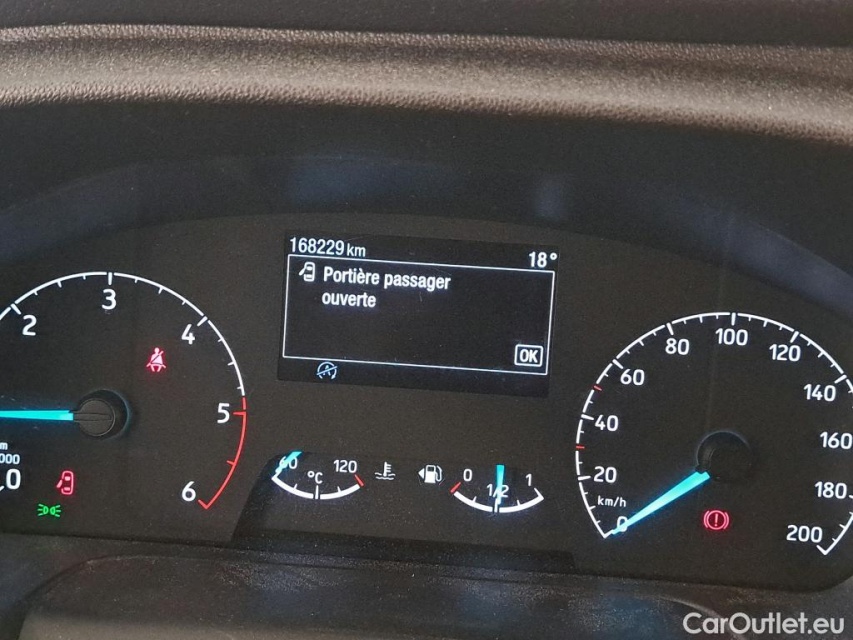 168229 km 18°
Portière passager
ouverte
OK
2 3 4 5 6
60 °C 120
0 1/2 1
0 20 40 60 80 100 120 140 160 180 200
km/h
CarOutlet.eu